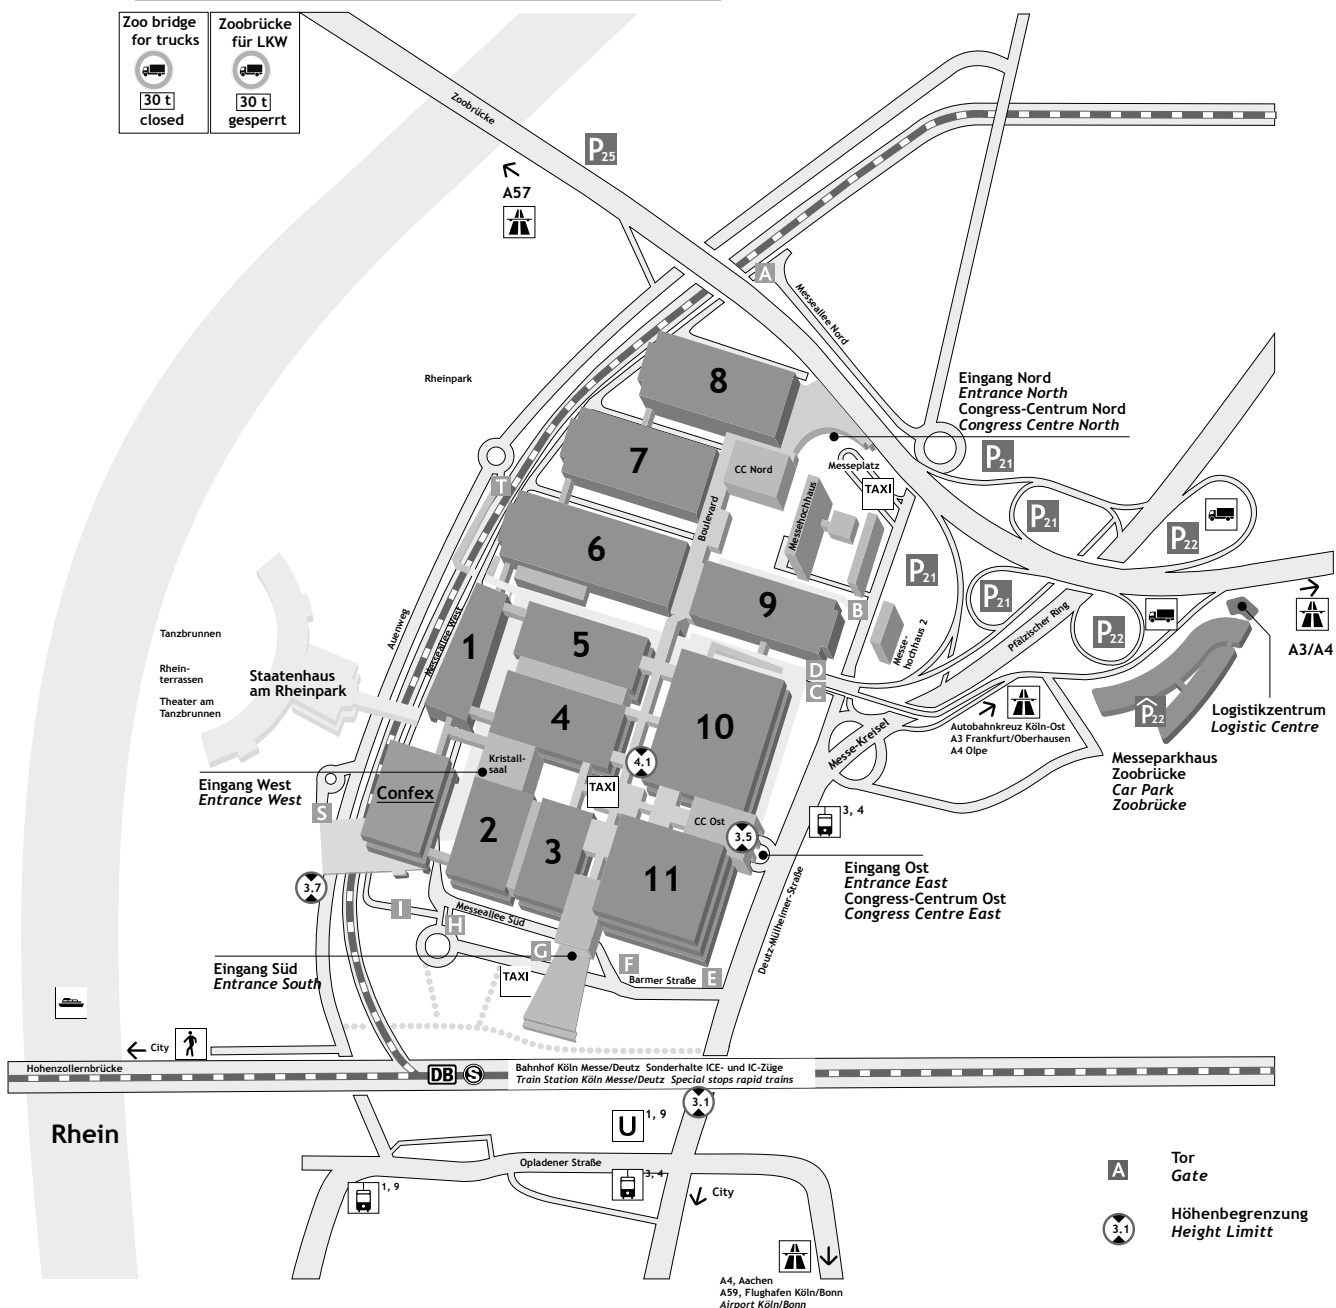 Zoo bridge
for trucks
30 t
closed
Zoobrücke
für LKW
30 t
gesperrt
Zoobrücke
P25
A57
A
Messeallee Nord
Rheinpark
8
Eingang Nord
Entrance North
Congress-Centrum Nord
Congress Centre North
7
CC Nord
Messeplatz
TAXI
P21
T
Boulevard
Messehochhaus
P21
P22
6
P21
9
B
P21
Pfälzischer Ring
P22
A3/A4
Auenweg
Messeallee West
1
5
Messe-
hochhaus 2
Tanzbrunnen
Rhein-
terrassen
Theater am
Tanzbrunnen
Staatenhaus
am Rheinpark
D
C
4
10
P22
Logistikzentrum
Logistic Centre
Autobahnkreuz Köln-Ost
A3 Frankfurt/Oberhausen
A4 Olpe
Messe-Kreisel
Messeparkhaus
Zoobrücke
Car Park
Zoobrücke
Kristall-
saal
4.1
TAXI
Eingang West
Entrance West
Confex
S
2
3
CC Ost
3.5
3, 4
11
Eingang Ost
Entrance East
Congress-Centrum Ost
Congress Centre East
3.7
I
H
Messeallee Süd
G
F
E
Deutz-Mülheimer-Straße
Eingang Süd
Entrance South
TAXI
Barmer Straße
City
Hohenzollernbrücke
DB
S
Bahnhof Köln Messe/Deutz Sonderhalte ICE- und IC-Züge
Train Station Köln Messe/Deutz Special stops rapid trains
3.1
Rhein
U
1, 9
Opladener Straße
1, 9
3, 4
City
A
Tor
Gate
3.1
Höhenbegrenzung
Height Limitt
A4, Aachen
A59, Flughafen Köln/Bonn
Airport Köln/Bonn